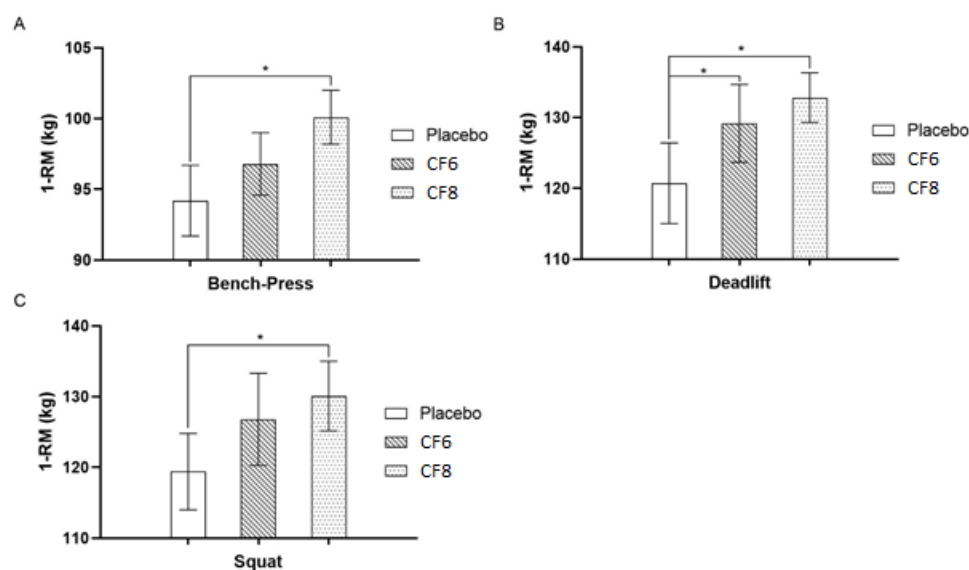 A
105
100
95
90
1-RM (kg)
*
Bench-Press
Placebo
CF6
CF8
B
140
130
120
110
1-RM (kg)
*
*
Deadlift
Placebo
CF6
CF8
C
140
130
120
110
1-RM (kg)
*
Squat
Placebo
CF6
CF8